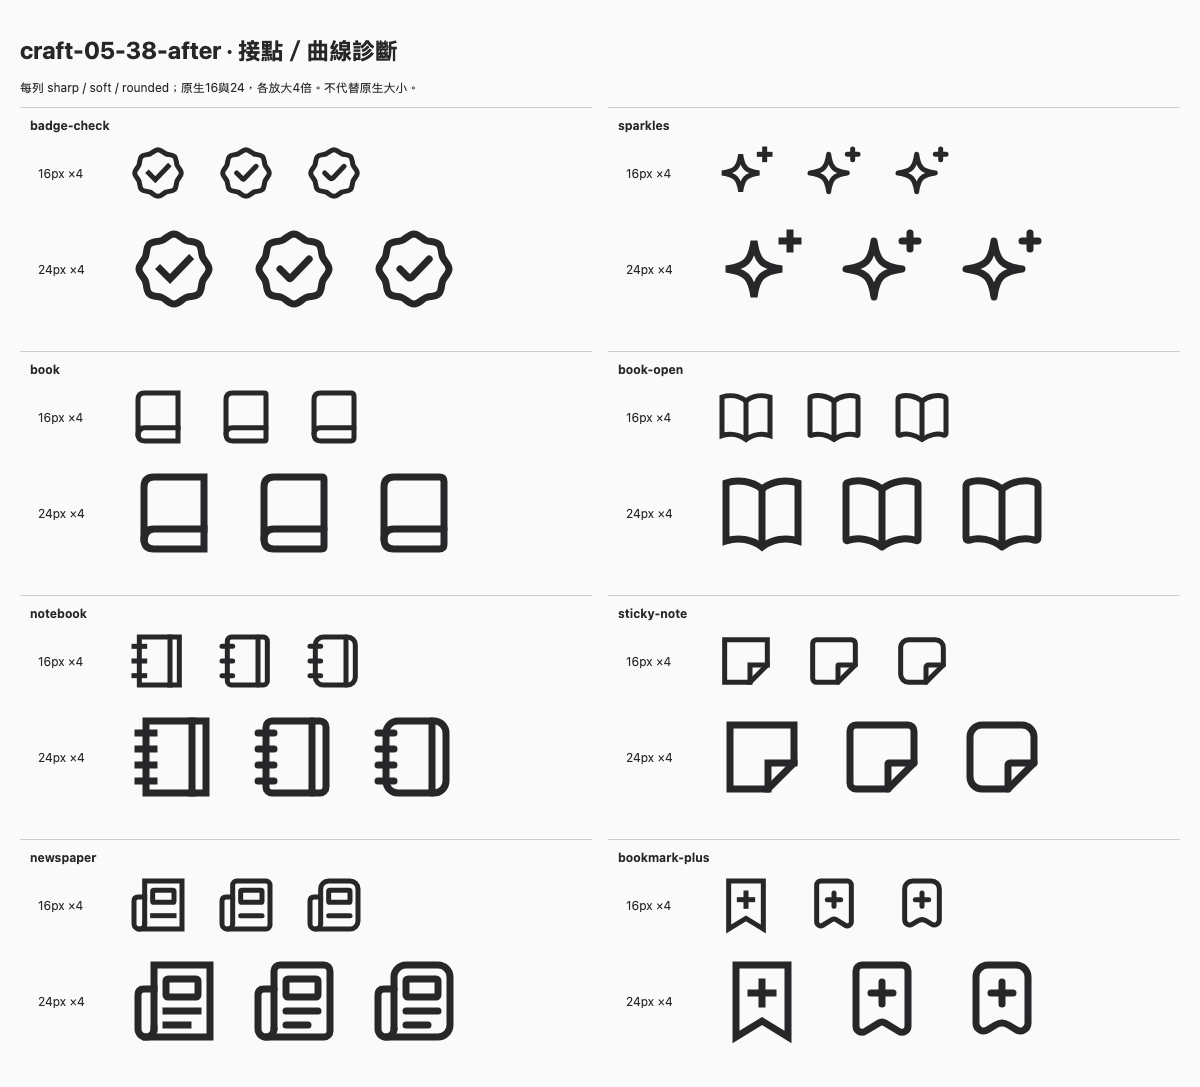 craft-05-38-after · 接點 / 曲線診斷
每列 sharp / soft / rounded；原生16與24，各放大4倍。不代替原生大小。
badge-check
16px ×4
24px ×4
sparkles
16px ×4
24px ×4
book
16px ×4
24px ×4
book-open
16px ×4
24px ×4
notebook
16px ×4
24px ×4
sticky-note
16px ×4
24px ×4
newspaper
16px ×4
24px ×4
bookmark-plus
16px ×4
24px ×4